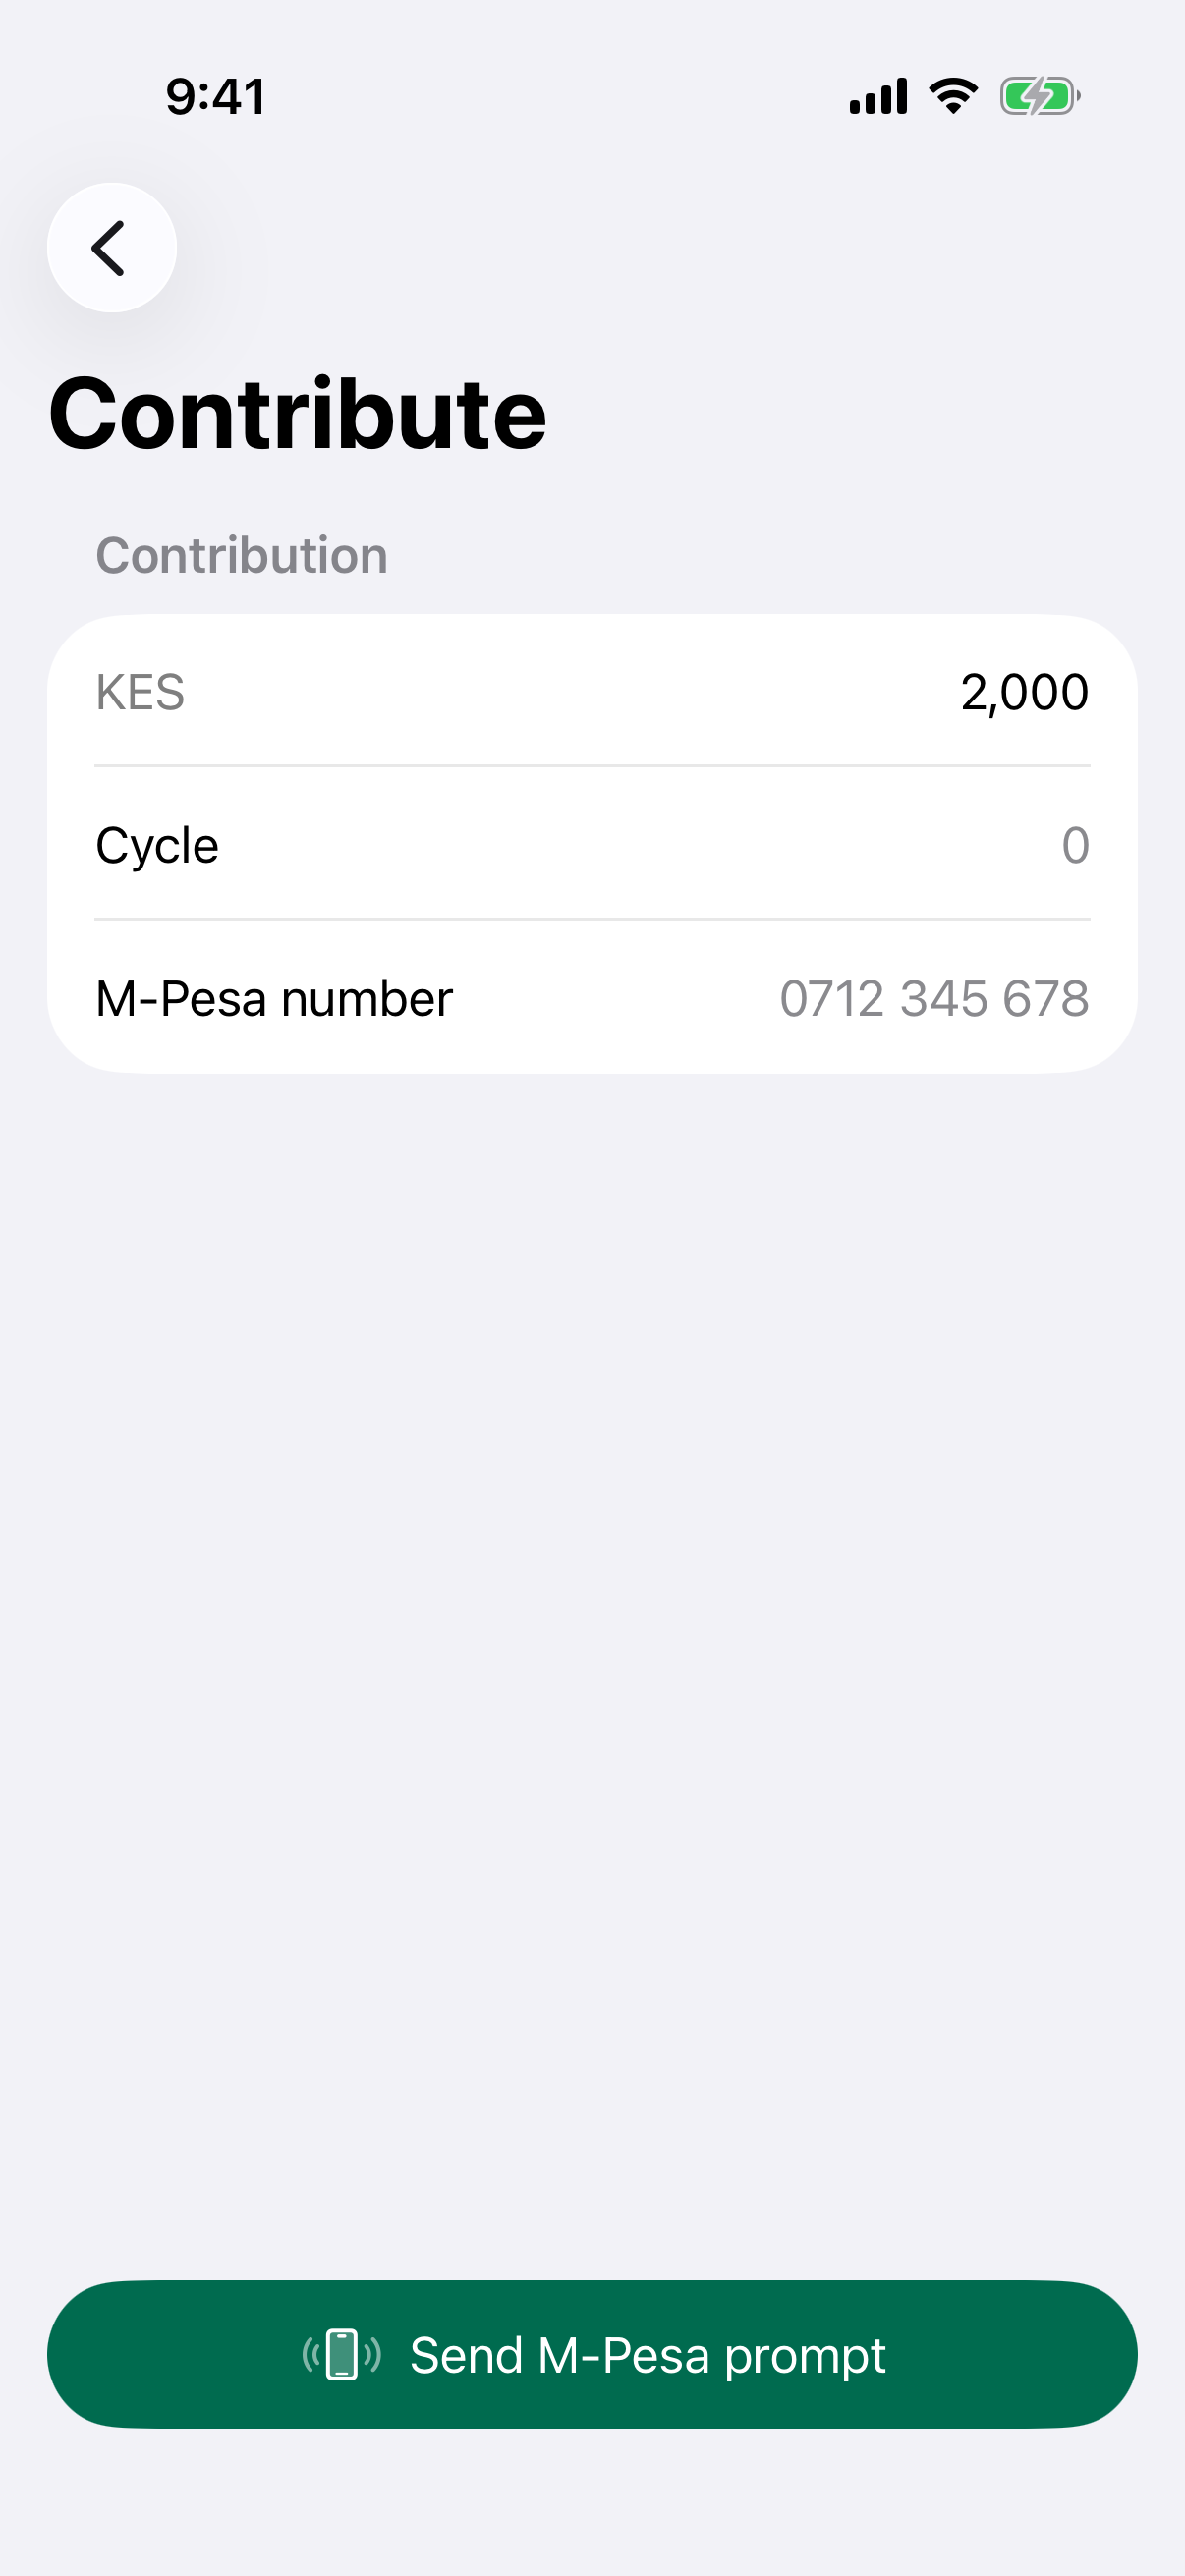 9:41
Contribute
Contribution
KES 2,000
Cycle 0
M-Pesa number 0712 345 678
Send M-Pesa prompt